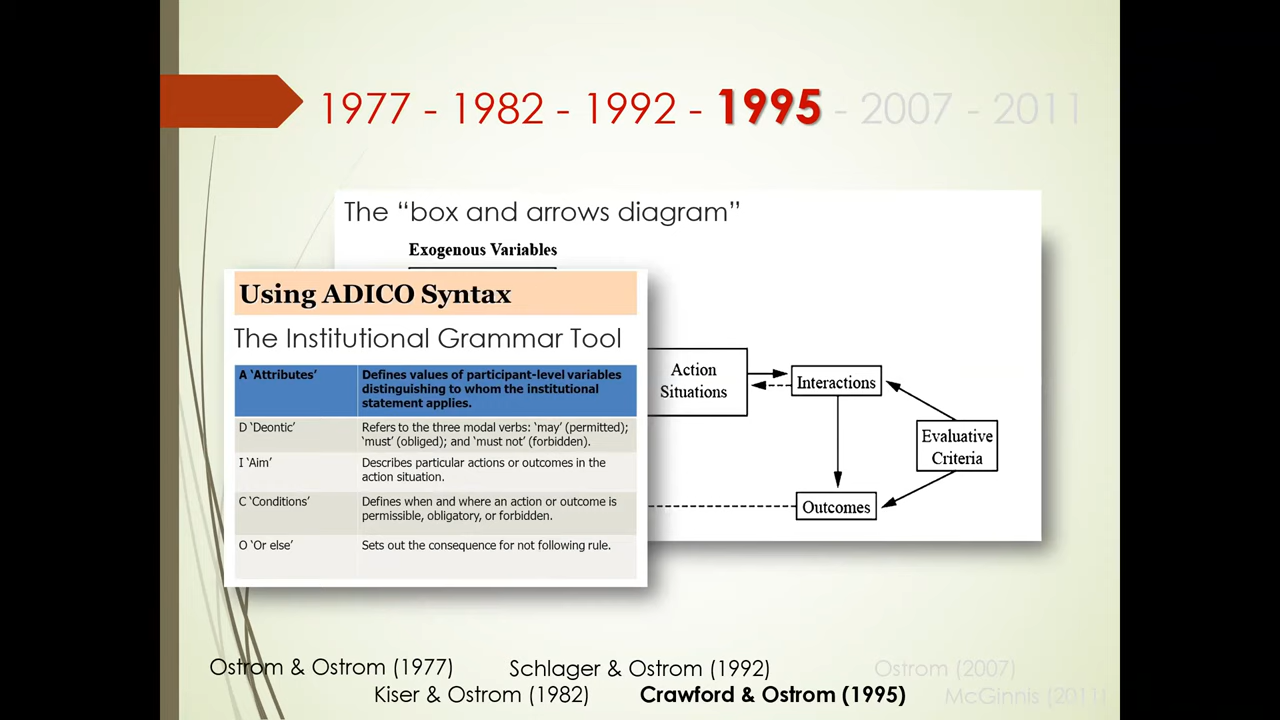 1977 - 1982 - 1992 - 1995 - 2007 - 2011
The “box and arrows diagram”
Exogenous Variables
Using ADICO Syntax
The Institutional Grammar Tool
A ‘Attributes’
Defines values of participant-level variables
distinguishing to whom the institutional
statement applies.
D ‘Deontic’
Refers to the three modal verbs: ‘may’ (permitted);
‘must’ (obliged); and ‘must not’ (forbidden).
I ‘Aim’
Describes particular actions or outcomes in the
action situation.
C ‘Conditions’
Defines when and where an action or outcome is
permissible, obligatory, or forbidden.
O ‘Or else’
Sets out the consequence for not following rule.
Action
Situations
Interactions
Evaluative
Criteria
Outcomes
Ostrom & Ostrom (1977)
Schlager & Ostrom (1992)
Ostrom (2007)
Kiser & Ostrom (1982)
Crawford & Ostrom (1995)
McGinnis (2011)